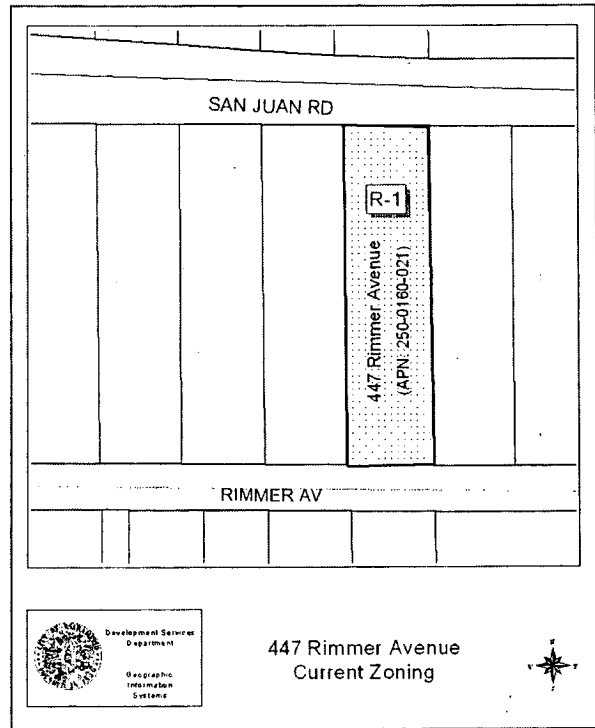 SAN JUAN RD
R-1
447 Rimmer Avenue
(APN: 250-0160-021)
RIMMER AV
Development Services
Department
Geographic
Information
Systems
447 Rimmer Avenue
Current Zoning